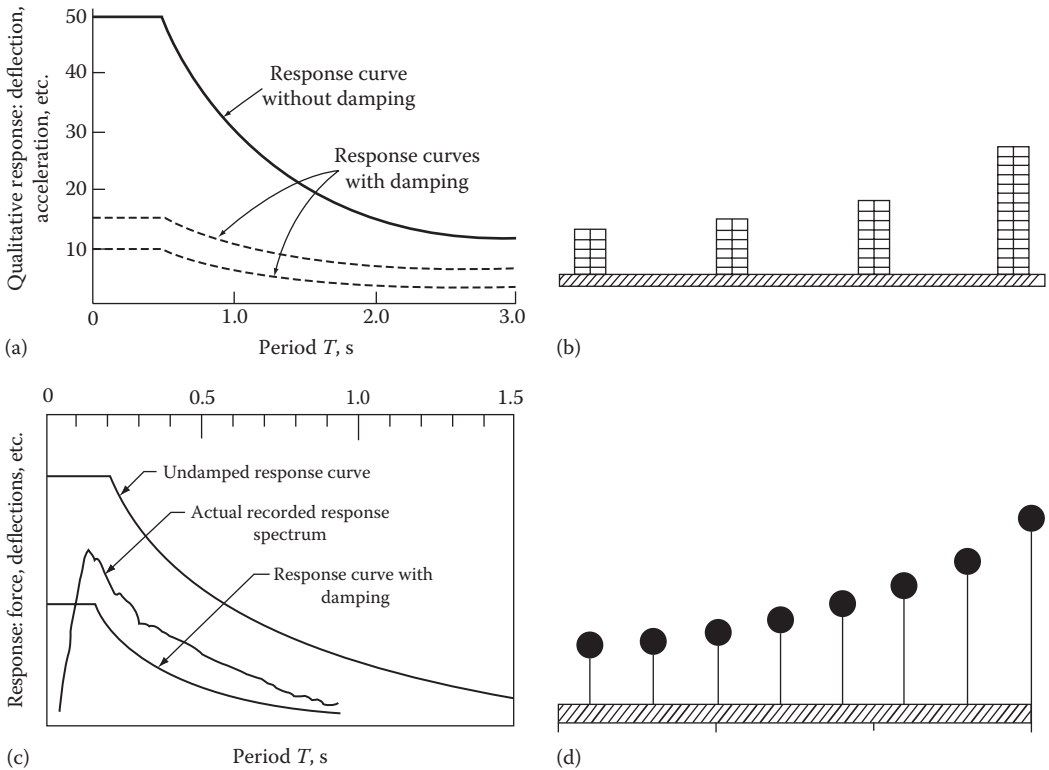 Qualitative response: deflection,
acceleration, etc.
50
40
30
20
10
Response curve
without damping
Response curves
with damping
0
1.0
2.0
3.0
Period T, s
(a)
(b)
0
0.5
1.0
1.5
Undamped response curve
Actual recorded response
spectrum
Response curve with
damping
Response: force, deflections, etc.
Period T, s
(c)
(d)